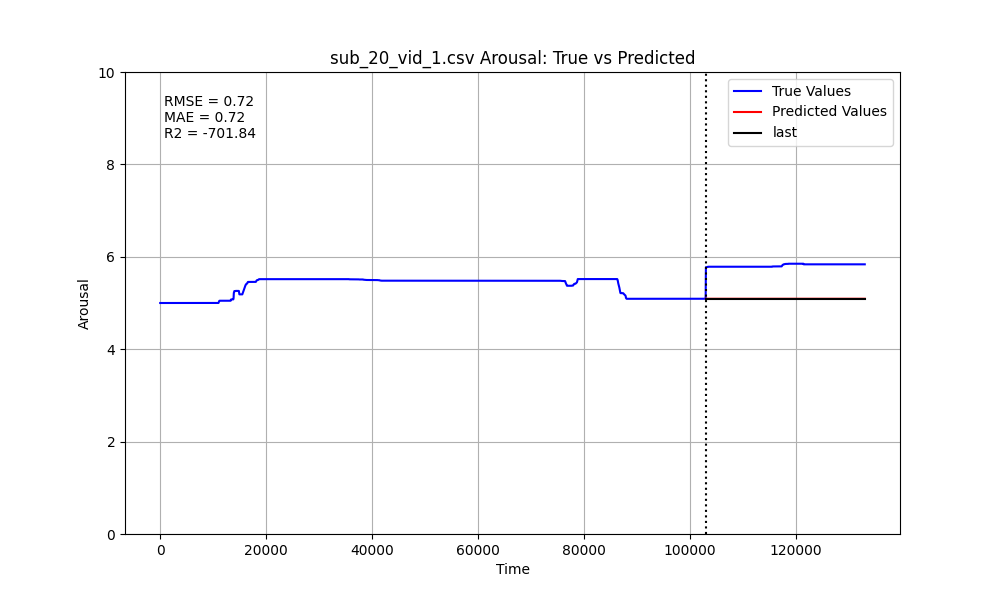 sub_20_vid_1.csv Arousal: True vs Predicted
RMSE = 0.72
MAE = 0.72
R2 = -701.84
True Values
Predicted Values
last
10
8
6
4
2
0
Arousal
0
20000
40000
60000
80000
100000
120000
Time